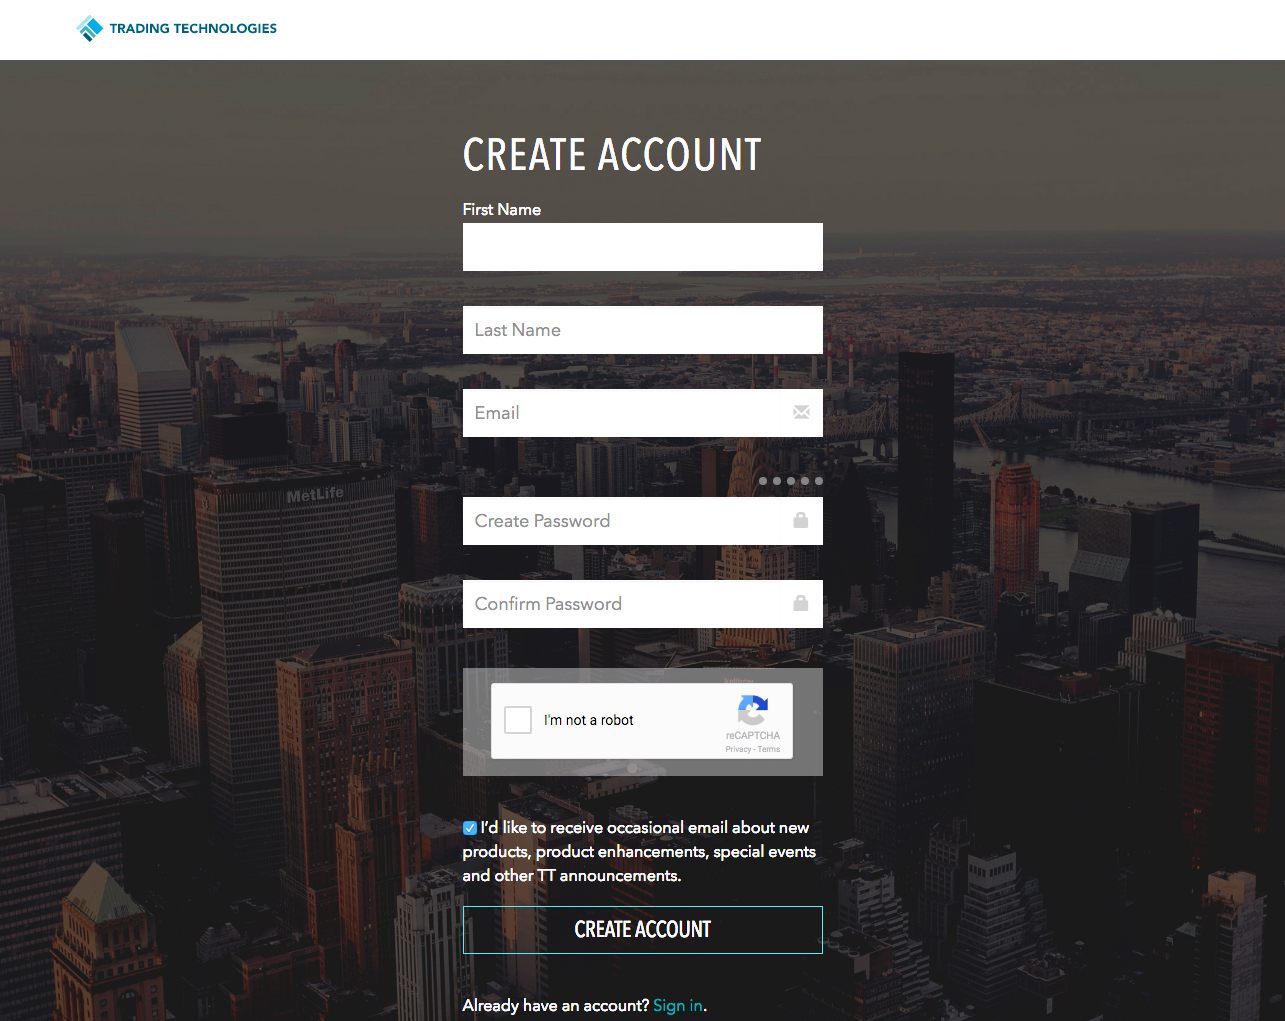 TRADING TECHNOLOGIES
CREATE ACCOUNT
First Name
Last Name
Email
MetLife
Create Password
Confirm Password
I'm not a robot
reCAPTCHA
Privacy - Terms
I’d like to receive occasional email about new
products, product enhancements, special events
and other TT announcements.
CREATE ACCOUNT
Already have an account? Sign in.